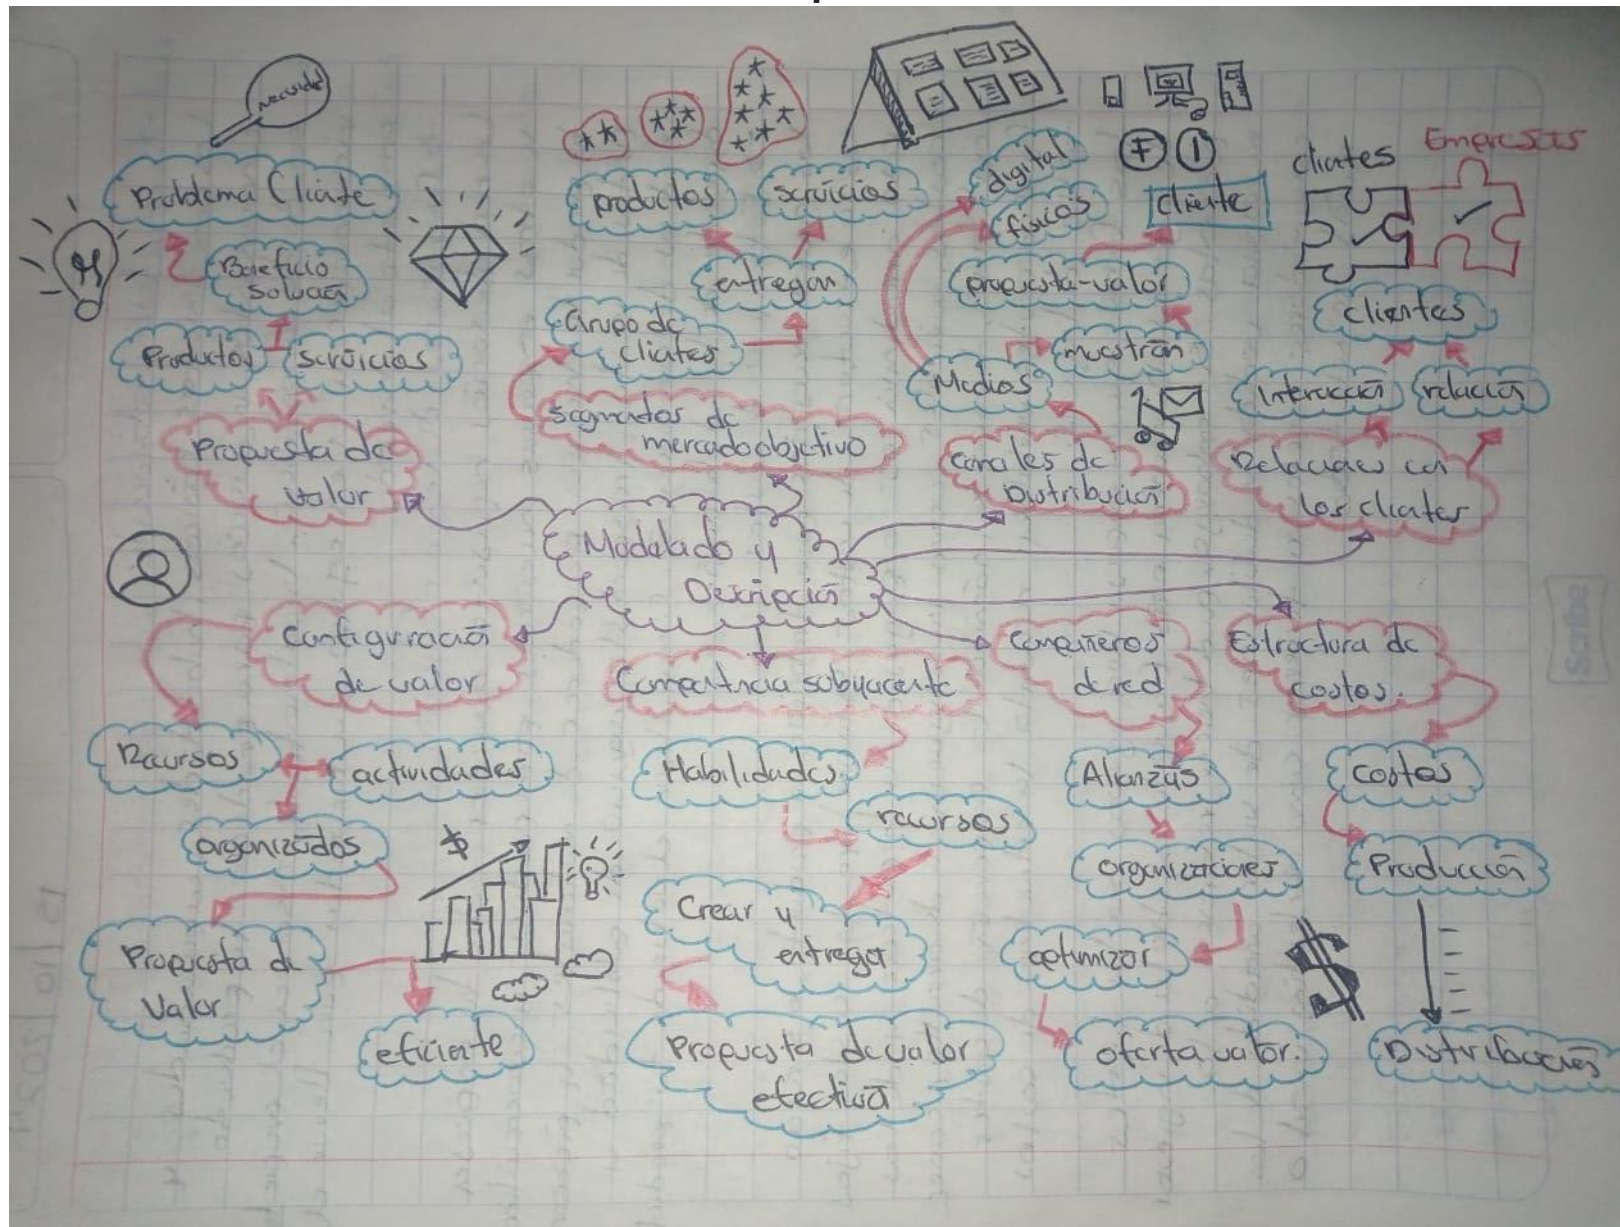 Problema Cliente
Beneficio
solución
Productos
servicios
Propuesta de
valor
productos
servicios
entregan
Grupo de
clientes
Segmentos de
mercado objetivo
digital
físicos
F
D
cliente
propuesta-valor
muestran
Medios
Canales de
Distribución
clientes
Empresas
clientes
Interacción
relación
Relaciones con
los clientes
Modelado y
Descripción
Configuración
de valor
Recursos
actividades
organizados
Propuesta de
Valor
eficiente
$
Competencia subyacente
Habilidades
recursos
Crear y
entregar
Propuesta de valor
efectiva
Compañeros
de red
Alianzas
organizaciones
optimizar
oferta valor.
Estructura de
costos.
costos
Producción
$
Distribución
Scribe